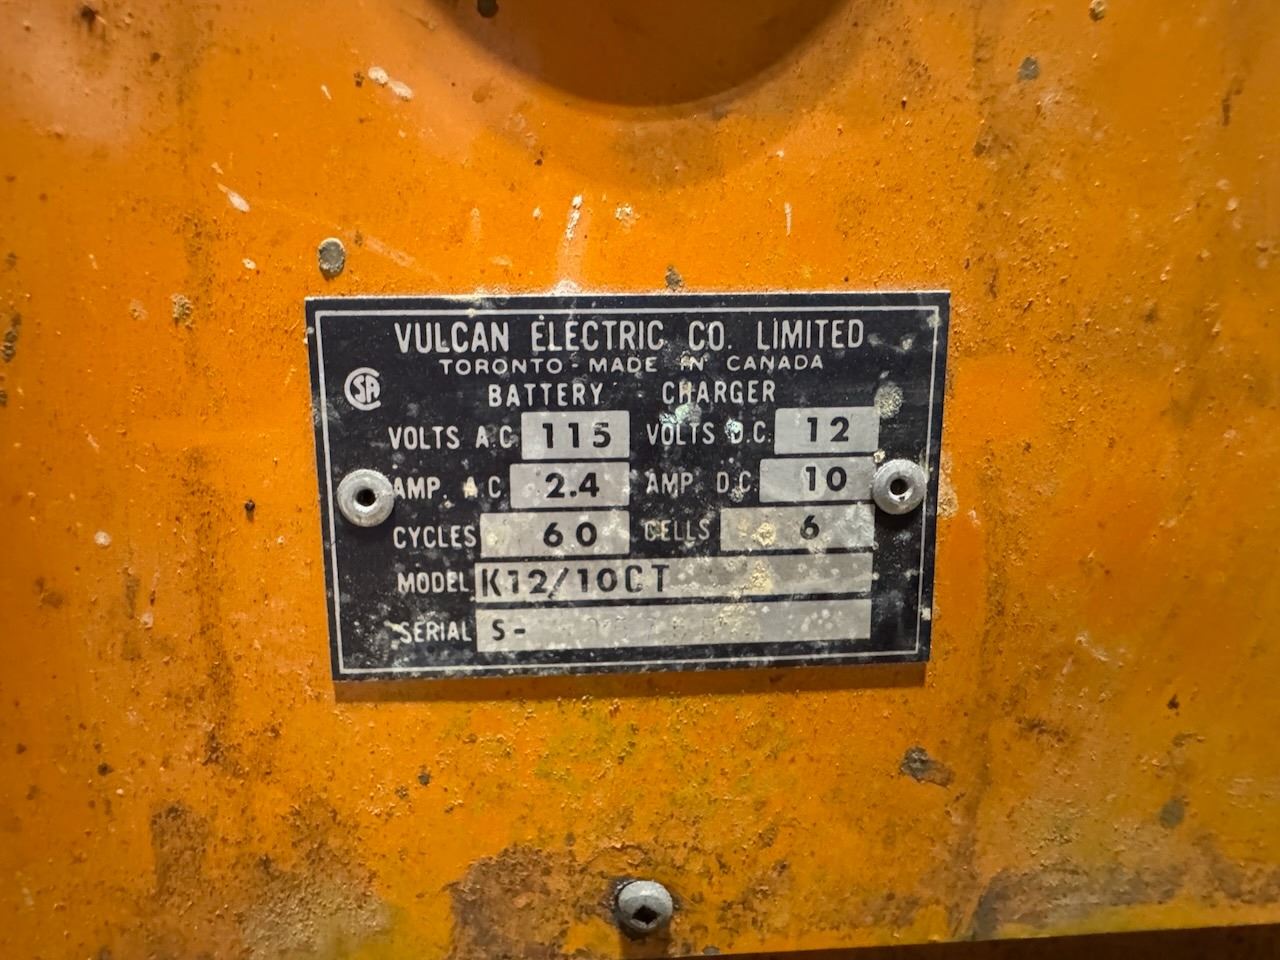 VULCAN ELECTRIC CO. LIMITED
TORONTO - MADE IN CANADA
CSA
BATTERY CHARGER
VOLTS A.C 115 VOLTS D.C. 12
AMP. A C 2.4 AMP. D.C. 10
CYCLES 60 CELLS 6
MODEL K12/10CT
SERIAL S-